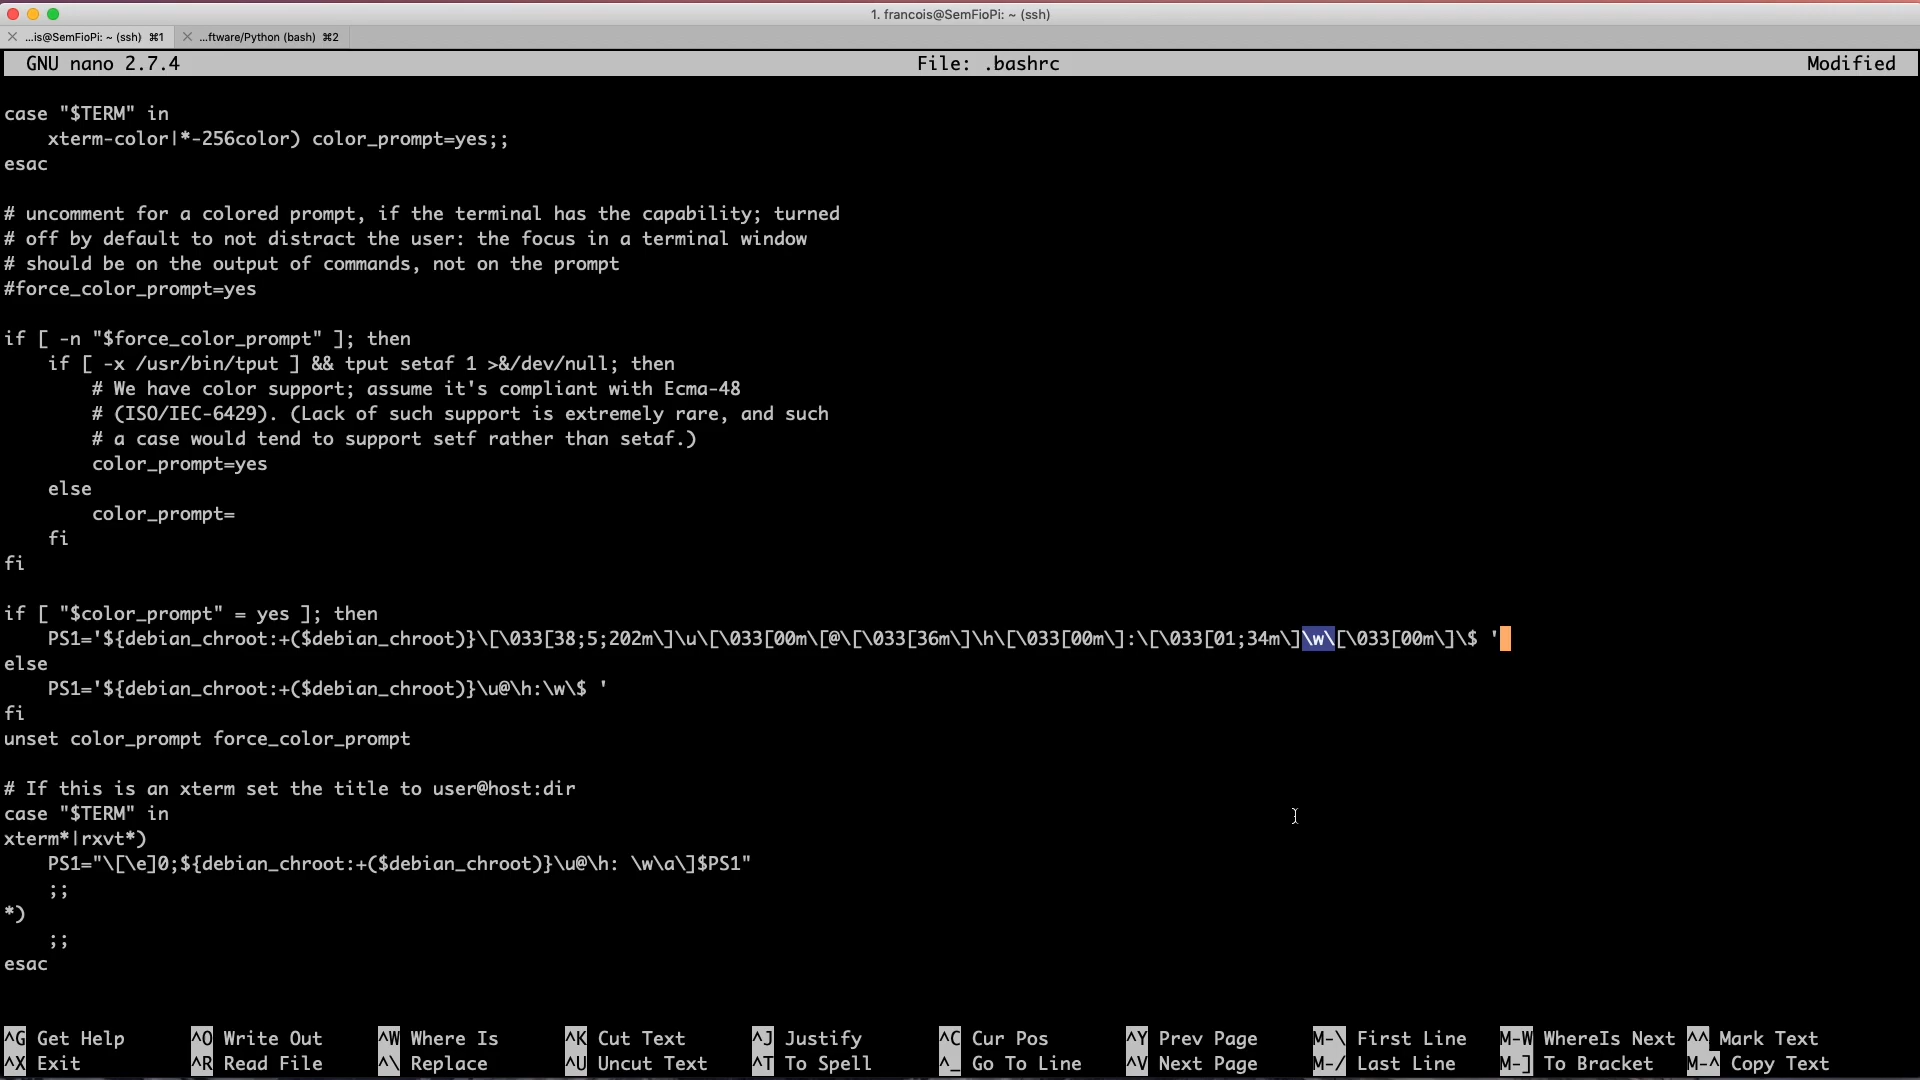 1. francois@SemFioPi: ~ (ssh)
...is@SemFioPi: ~ (ssh) ⌘1 ...ftware/Python (bash) ⌘2
GNU nano 2.7.4 File: .bashrc Modified
case "$TERM" in
    xterm-color|*-256color) color_prompt=yes;;
esac
# uncomment for a colored prompt, if the terminal has the capability; turned
# off by default to not distract the user: the focus in a terminal window
# should be on the output of commands, not on the prompt
#force_color_prompt=yes
if [ -n "$force_color_prompt" ]; then
    if [ -x /usr/bin/tput ] && tput setaf 1 >&/dev/null; then
        # We have color support; assume it's compliant with Ecma-48
        # (ISO/IEC-6429). (Lack of such support is extremely rare, and such
        # a case would tend to support setf rather than setaf.)
        color_prompt=yes
    else
        color_prompt=
    fi
fi
if [ "$color_prompt" = yes ]; then
    PS1='${debian_chroot:+($debian_chroot)}\[\033[38;5;202m\]\u\[\033[00m\[@\[\033[36m\]\h\[\033[00m\]:\[\033[01;34m\]\w\[\033[00m\]\$ '
else
    PS1='${debian_chroot:+($debian_chroot)}\u@\h:\w\$ '
fi
unset color_prompt force_color_prompt
# If this is an xterm set the title to user@host:dir
case "$TERM" in
xterm*|rxvt*)
    PS1="\[\e]0;${debian_chroot:+($debian_chroot)}\u@\h: \w\a\]$PS1"
    ;;
*)
    ;;
esac
^G Get Help ^O Write Out ^W Where Is ^K Cut Text ^J Justify ^C Cur Pos ^Y Prev Page M-\ First Line M-W WhereIs Next ^^ Mark Text
^X Exit ^R Read File ^\ Replace ^U Uncut Text ^T To Spell ^_ Go To Line ^V Next Page M-/ Last Line M-] To Bracket M-^ Copy Text